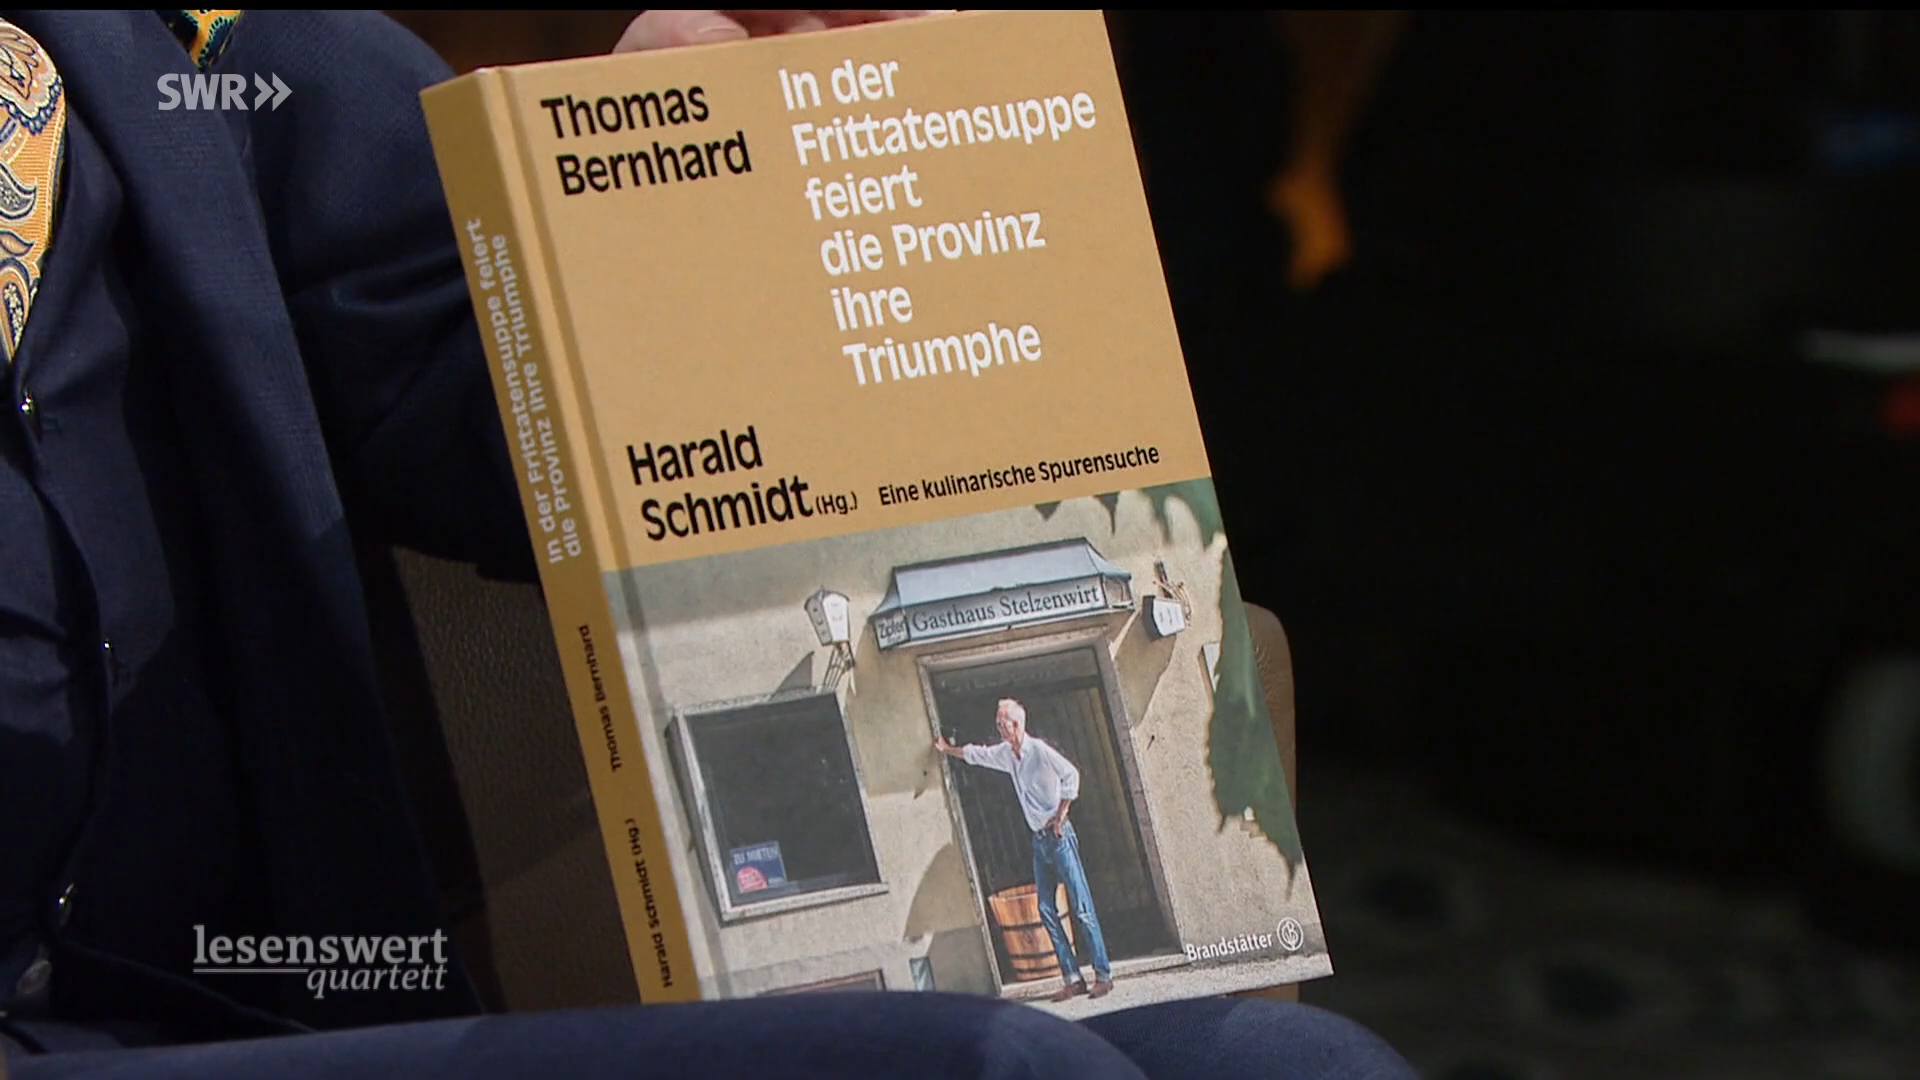 SWR
Thomas
Bernhard
In der
Frittatensuppe
feiert
die Provinz
ihre
Triumphe
Harald
Schmidt (Hg.)
Eine kulinarische Spurensuche
Zipfer
Gasthaus Stelzenwirt
ZU MIETEN
Brandstätter
In der Frittatensuppe feiert
die Provinz ihre Triumphe
Thomas Bernhard
Harald Schmidt (Hg.)
lesenswert
quartett